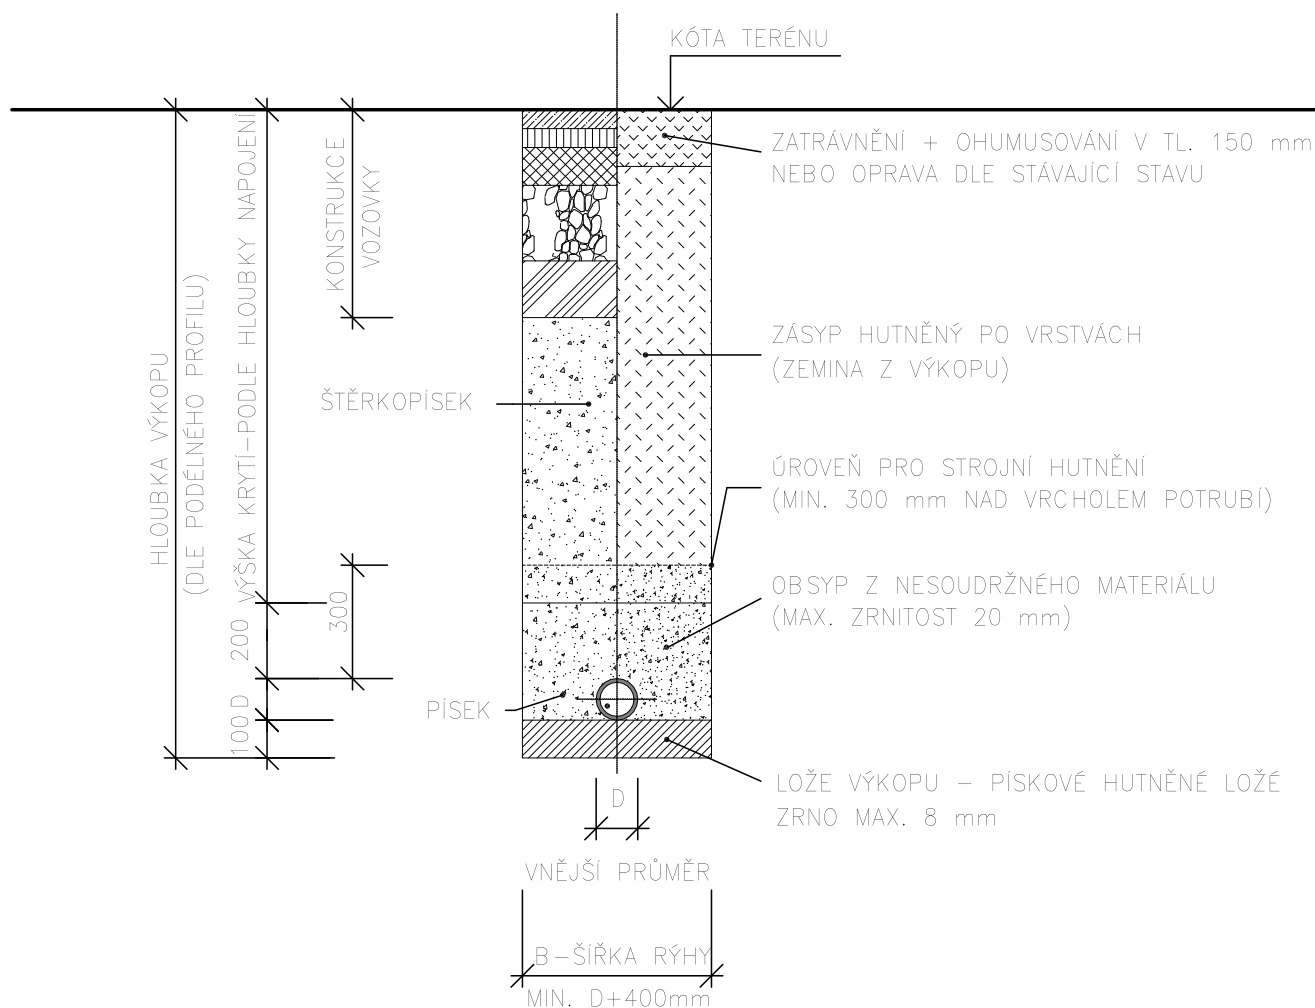 KÓTA TERÉNU
ZATRÁVNĚNÍ + OHUMUSOVÁNÍ V TL. 150 mm
NEBO OPRAVA DLE STÁVAJÍCÍ STAVU
KONSTRUKCE
VOZOVKY
HLOUBKA VÝKOPU
(DLE PODÉLNÉHO PROFILU)
VÝŠKA KRYTÍ-PODLE HLOUBKY NAPOJENÍ
ZÁSYP HUTNĚNÝ PO VRSTVÁCH
(ZEMINA Z VÝKOPU)
ŠTĚRKOPÍSEK
ÚROVEŇ PRO STROJNÍ HUTNĚNÍ
(MIN. 300 mm NAD VRCHOLEM POTRUBÍ)
OBSYP Z NESOUDRŽNÉHO MATERIÁLU
(MAX. ZRNITOST 20 mm)
300
200
D
100
PÍSEK
LOŽE VÝKOPU – PÍSKOVÉ HUTNĚNÉ LOŽÉ
ZRNO MAX. 8 mm
D
VNĚJŠÍ PRŮMĚR
B-ŠÍŘKA RÝHY
MIN. D+400mm